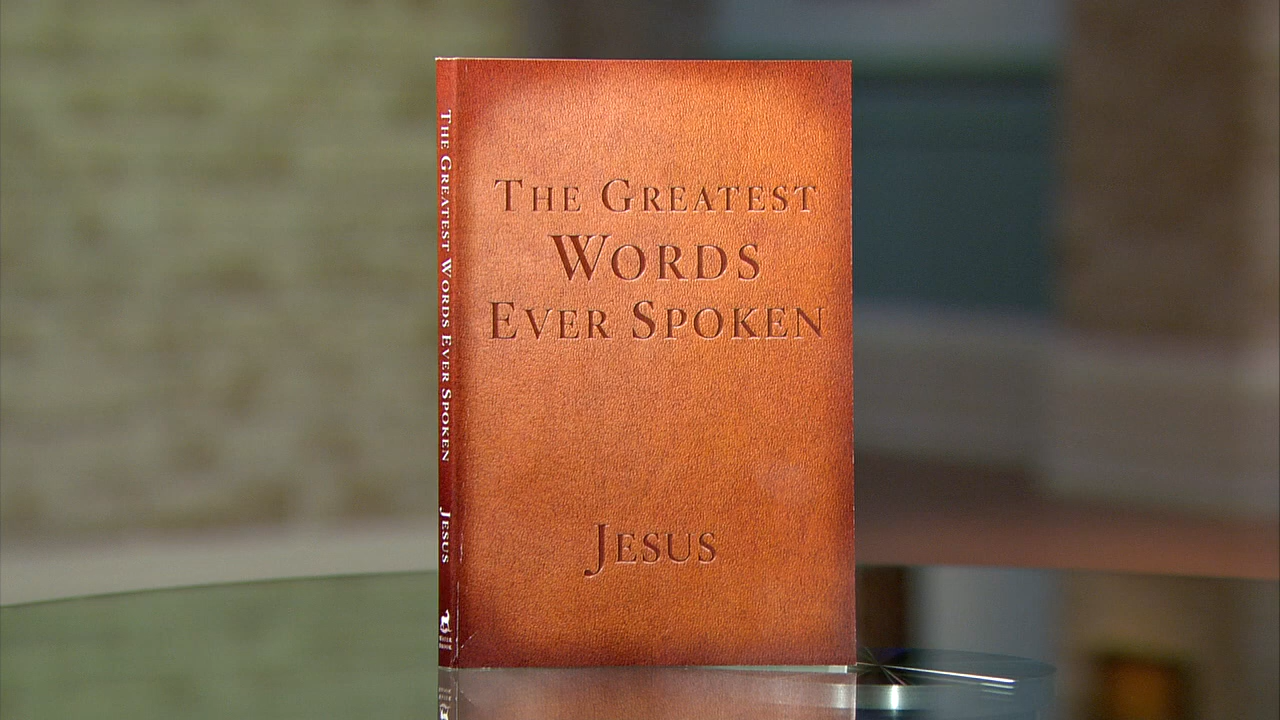 The Greatest
Words
Ever Spoken
Jesus
The Greatest Words Ever Spoken
Jesus